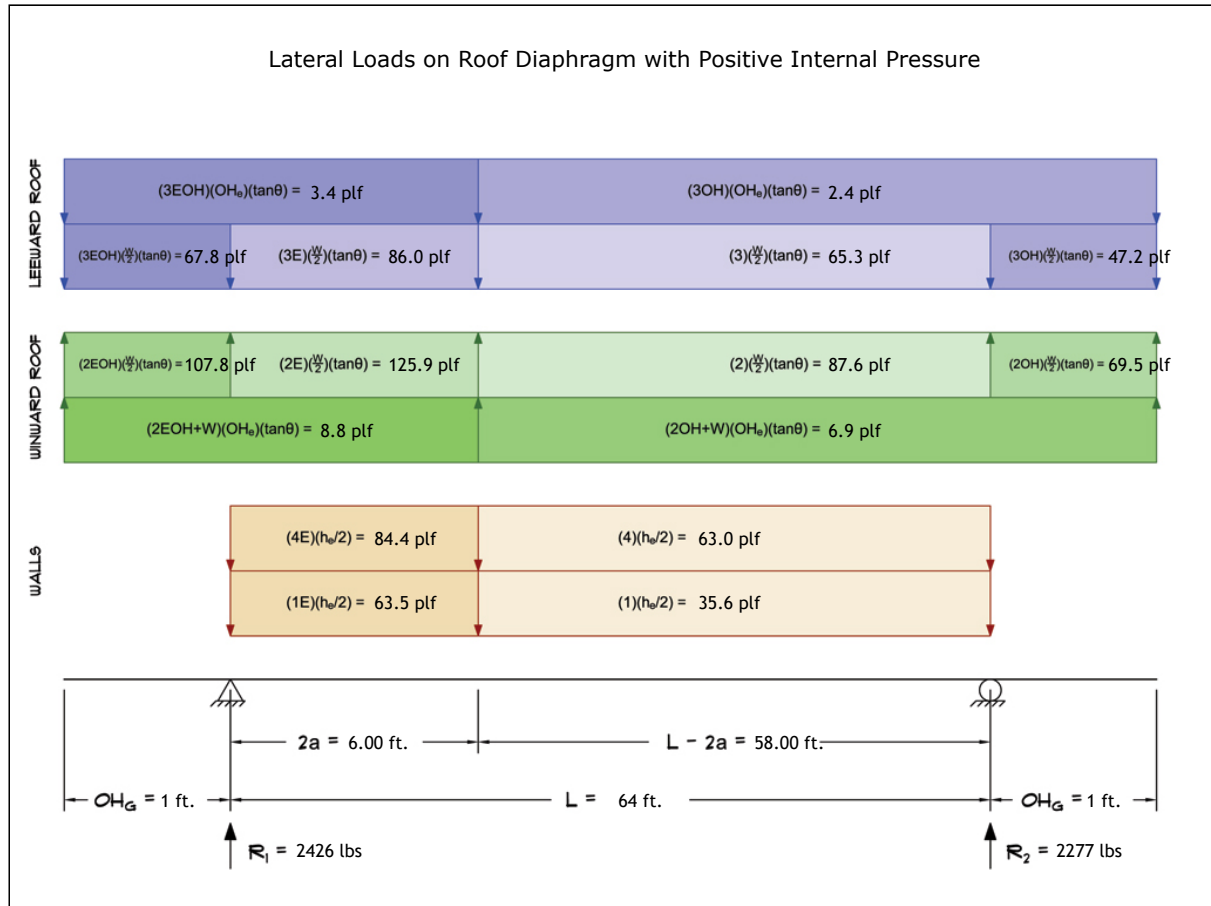 Lateral Loads on Roof Diaphragm with Positive Internal Pressure
LEEWARD ROOF
(3EOH)(OHₑ)(tanθ) = 3.4 plf
(3OH)(OHₑ)(tanθ) = 2.4 plf
(3EOH)(W/2)(tanθ) = 67.8 plf
(3E)(W/2)(tanθ) = 86.0 plf
(3)(W/2)(tanθ) = 65.3 plf
(3OH)(W/2)(tanθ) = 47.2 plf
WINWARD ROOF
(2EOH)(W/2)(tanθ) = 107.8 plf
(2E)(W/2)(tanθ) = 125.9 plf
(2)(W/2)(tanθ) = 87.6 plf
(2OH)(W/2)(tanθ) = 69.5 plf
(2EOH+W)(OHₑ)(tanθ) = 8.8 plf
(2OH+W)(OHₑ)(tanθ) = 6.9 plf
WALLS
(4E)(hₑ/2) = 84.4 plf
(4)(hₑ/2) = 63.0 plf
(1E)(hₑ/2) = 63.5 plf
(1)(hₑ/2) = 35.6 plf
2a = 6.00 ft.
L - 2a = 58.00 ft.
OH_G = 1 ft.
L = 64 ft.
OH_G = 1 ft.
R₁ = 2426 lbs
R₂ = 2277 lbs